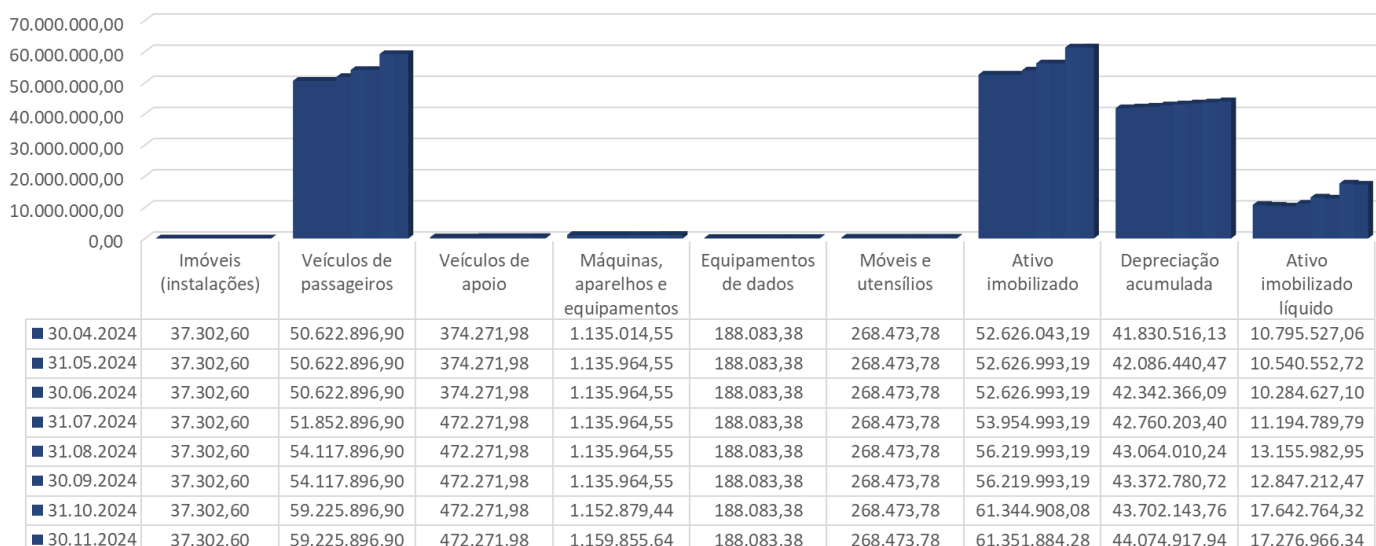 70.000.000,00
60.000.000,00
50.000.000,00
40.000.000,00
30.000.000,00
20.000.000,00
10.000.000,00
0,00
Imóveis (instalações) Veículos de passageiros Veículos de apoio Máquinas, aparelhos e equipamentos Equipamentos de dados Móveis e utensílios Ativo imobilizado Depreciação acumulada Ativo imobilizado líquido
30.04.2024 37.302,60 50.622.896,90 374.271,98 1.135.014,55 188.083,38 268.473,78 52.626.043,19 41.830.516,13 10.795.527,06
31.05.2024 37.302,60 50.622.896,90 374.271,98 1.135.964,55 188.083,38 268.473,78 52.626.993,19 42.086.440,47 10.540.552,72
30.06.2024 37.302,60 50.622.896,90 374.271,98 1.135.964,55 188.083,38 268.473,78 52.626.993,19 42.342.366,09 10.284.627,10
31.07.2024 37.302,60 51.852.896,90 472.271,98 1.135.964,55 188.083,38 268.473,78 53.954.993,19 42.760.203,40 11.194.789,79
31.08.2024 37.302,60 54.117.896,90 472.271,98 1.135.964,55 188.083,38 268.473,78 56.219.993,19 43.064.010,24 13.155.982,95
30.09.2024 37.302,60 54.117.896,90 472.271,98 1.135.964,55 188.083,38 268.473,78 56.219.993,19 43.372.780,72 12.847.212,47
31.10.2024 37.302,60 59.225.896,90 472.271,98 1.152.879,44 188.083,38 268.473,78 61.344.908,08 43.702.143,76 17.642.764,32
30.11.2024 37.302,60 59.225.896,90 472.271,98 1.159.855,64 188.083,38 268.473,78 61.351.884,28 44.074.917,94 17.276.966,34